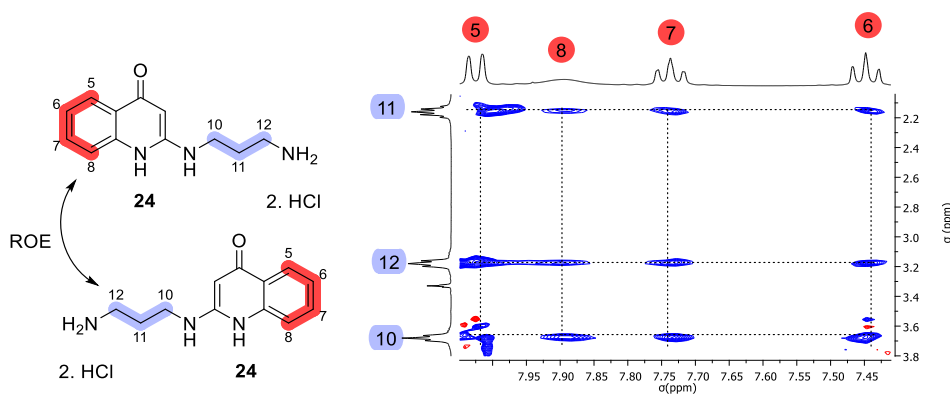 O
5
6
7
8
10
11
12
N
H
N
H
NH2
24
2. HCl
ROE
O
5
6
7
8
12
11
10
H2N
N
H
N
H
2. HCl
24
5
8
7
6
11
12
10
2.2
2.4
2.6
2.8
3.0
3.2
3.4
3.6
3.8
σ (ppm)
7.95 7.90 7.85 7.80 7.75 7.70 7.65 7.60 7.55 7.50 7.45
σ(ppm)